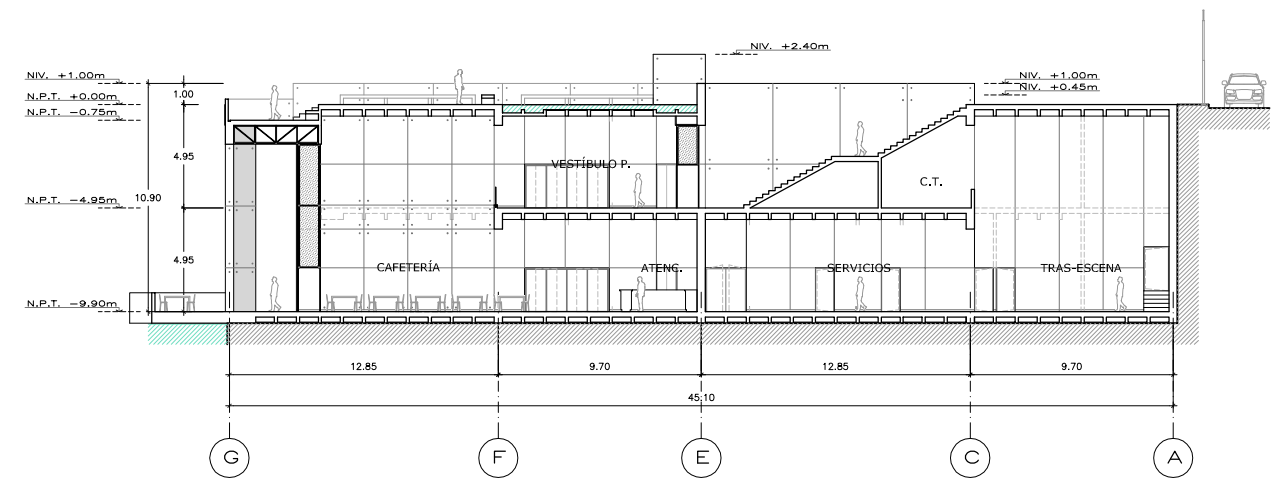 NIV. +2.40m
NIV. +1.00m
NIV. +1.00m
N.P.T. +0.00m
1.00
+0.45m
N.P.T. -0.75m
4.95
VESTÍBULO P.
C.T.
N.P.T. -4.95m
10.90
4.95
CAFETERÍA
ATENC.
SERVICIOS
TRAS-ESCENA
N.P.T. -9.90m
12.85
9.70
12.85
9.70
45.10
G
F
E
C
A